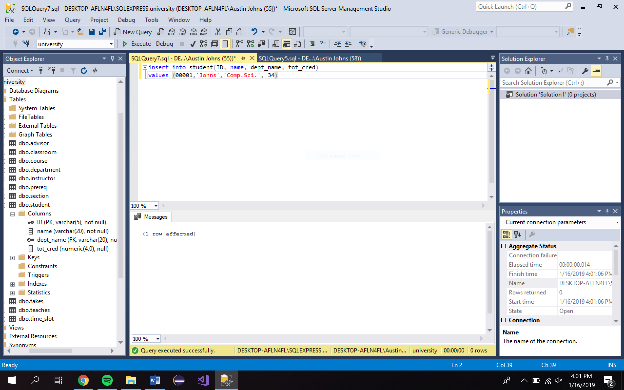 SQLQuery7.sql - DESKTOP-AFLN4FL\SQLEXPRESS.university (DESKTOP-AFLN4FL\Austin Johns (55))* - Microsoft SQL Server Management Studio
Quick Launch (Ctrl+Q)
File Edit View Query Project Debug Tools Window Help
New Query
Generic Debugger
university
Execute Debug
Object Explorer
Connect
university
Database Diagrams
Tables
System Tables
FileTables
External Tables
Graph Tables
dbo.advisor
dbo.classroom
dbo.course
dbo.department
dbo.instructor
dbo.prereq
dbo.section
dbo.student
Columns
ID (PK, varchar(5), not null)
name (varchar(20), not null)
dept_name (FK, varchar(20), nu
tot_cred (numeric(4,0), null)
Keys
Constraints
Triggers
Indexes
Statistics
dbo.takes
dbo.teaches
dbo.time_slot
Views
External Resources
Synonyms
SQLQuery7.sql - DE...\Austin Johns (55))*
SQLQuery5.sql - DE...\Austin Johns (58))
insert into student(ID, name, dept_name, tot_cred)
values (00001,'Johns','Comp.Sci.', 34)
100 %
Messages
(1 row affected)
100 %
Query executed successfully.
DESKTOP-AFLN4FL\SQLEXPRESS ... DESKTOP-AFLN4FL\Austin... university 00:00:00 0 rows
Solution Explorer
Search Solution Explorer (Ctrl+;)
Solution 'Solution1' (0 projects)
Properties
Current connection parameters
Aggregate Status
Connection failure
Elapsed time 00:00:00.014
Finish time 1/16/2019 4:01:06 PM
Name DESKTOP-AFLN4FL\S
Rows returned 0
Start time 1/16/2019 4:01:06 PM
State Open
Connection
Name
The name of the connection.
Ready Ln 2 Col 39 Ch 39 INS
4:01 PM
1/16/2019